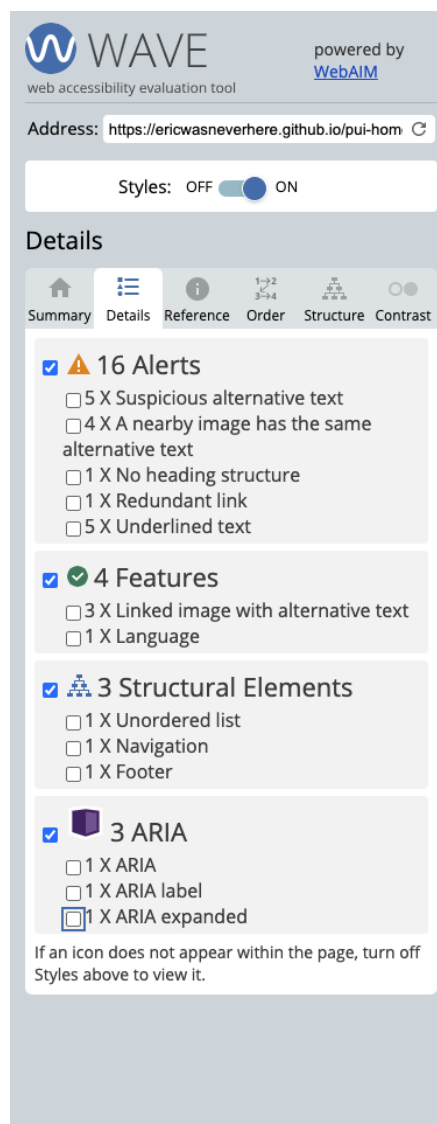 WAVE
web accessibility evaluation tool
powered by
WebAIM
Address: https://ericwasneverhere.github.io/pui-hom
Styles: OFF ON
Details
Summary Details Reference Order Structure Contrast
16 Alerts
5 X Suspicious alternative text
4 X A nearby image has the same
alternative text
1 X No heading structure
1 X Redundant link
5 X Underlined text
4 Features
3 X Linked image with alternative text
1 X Language
3 Structural Elements
1 X Unordered list
1 X Navigation
1 X Footer
3 ARIA
1 X ARIA
1 X ARIA label
1 X ARIA expanded
If an icon does not appear within the page, turn off
Styles above to view it.